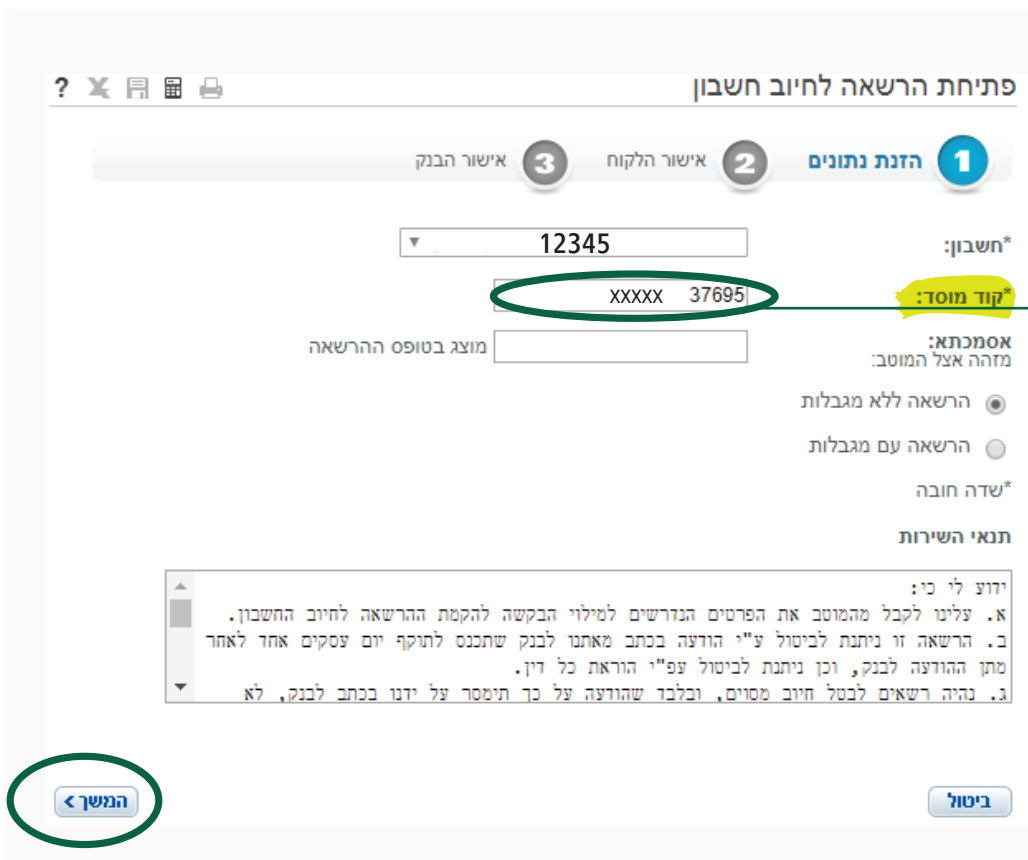 פתיחת הרשאה לחיוב חשבון
?
1 הזנת נתונים 2 אישור הלקוח 3 אישור הבנק
*חשבון: 12345
*קוד מוסד: 37695 xxxxx
אסמכתא: מוצג בטופס ההרשאה
מזהה אצל המוטב:
הרשאה ללא מגבלות
הרשאה עם מגבלות
*שדה חובה
תנאי השירות
ידוע לי כי:
א. עלינו לקבל מהמוטב את הפרטים הנדרשים למילוי הבקשה להקמת ההרשאה לחיוב החשבון.
ב. הרשאה זו ניתנת לביטול ע"י הודעה בכתב מאתנו לבנק שתכנס לתוקף יום עסקים אחד לאחר
מתן ההודעה לבנק, וכן ניתנת לביטול עפ"י הוראת כל דין.
ג. נהיה רשאים לבטל חיוב מסוים, ובלבד שהודעה על כך תימסר על ידנו בכתב לבנק, לא
ביטול
המשך >